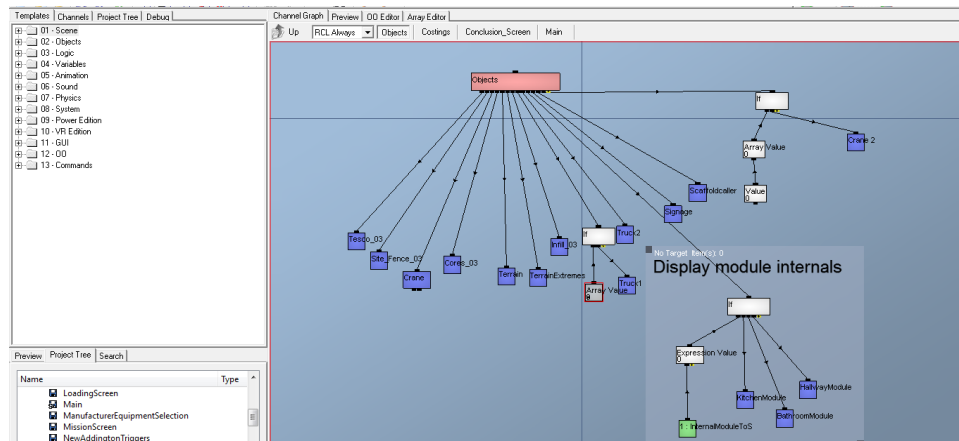 Templates Channels Project Tree Debug
Channel Graph Preview OO Editor Array Editor
Up RCL Always Objects Costings Conclusion_Screen Main
01 - Scene
02 - Objects
03 - Logic
04 - Variables
05 - Animation
06 - Sound
07 - Physics
08 - System
09 - Power Edition
10 - VR Edition
11 - GUI
12 - OO
13 - Commands
Objects
If
Crane 2
Array Value
0
Value
0
Scaffoldcaller
Signage
Tesco_03
Site_Fence_03
Crane
Cores_03
Terrain
TerrainExtremes
Infill_03
If
Truck2
Truck1
Array Value
No Target Item(s): 0
Display module internals
If
Expression Value
0
HallwayModule
KitchenModule
BathroomModule
1 : InternalModuleToS
Preview Project Tree Search
Name Type
LoadingScreen
Main
ManufacturerEquipmentSelection
MissionScreen
NewAddingtonTriggers